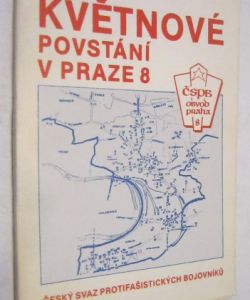 KVĚTNOVÉ
POVSTÁNÍ
V PRAZE 8
ČSPB
OBVOD
PRAHA
8
ČESKÝ SVAZ PROTIFAŠISTICKÝCH BOJOVNÍKŮ